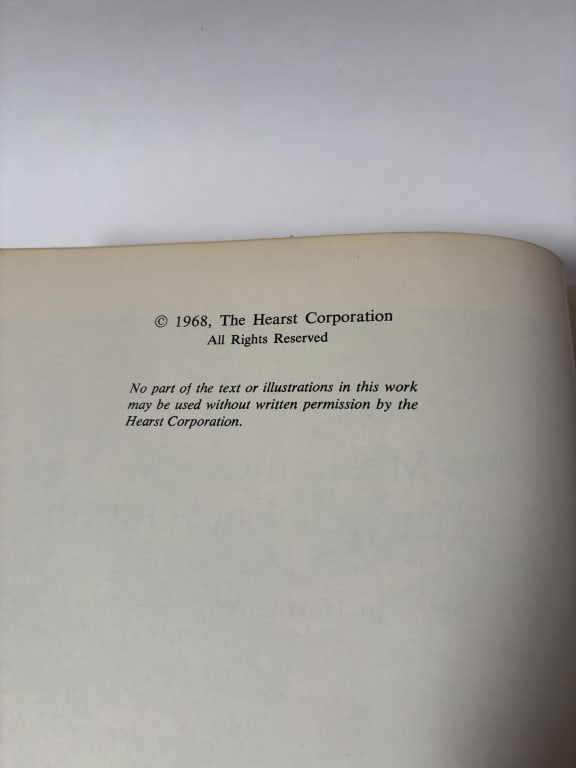 © 1968, The Hearst Corporation
All Rights Reserved
No part of the text or illustrations in this work
may be used without written permission by the
Hearst Corporation.